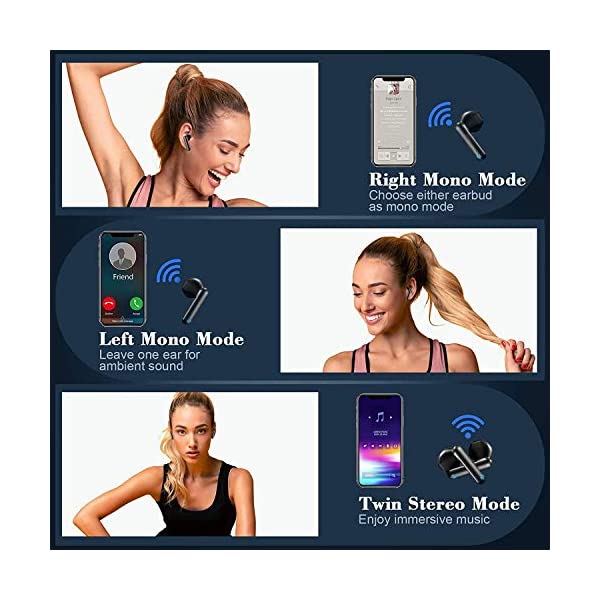 Right Mono Mode
Choose either earbud
as mono mode
Friend
Left Mono Mode
Leave one ear for
ambient sound
Twin Stereo Mode
Enjoy immersive music